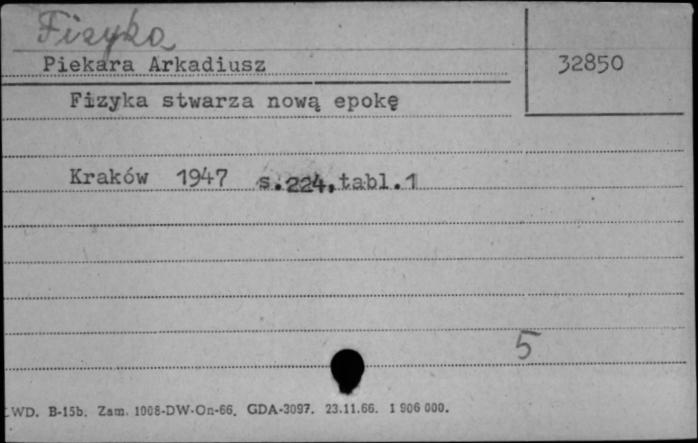 Fizyka
Piekara Arkadiusz 32850
Fizyka stwarza nową epokę
Kraków 1947 s.224,tabl.1
5
LWD. B-15b. Zam. 1008-DW-On-66. GDA-3097. 23.11.66. 1 906 000.